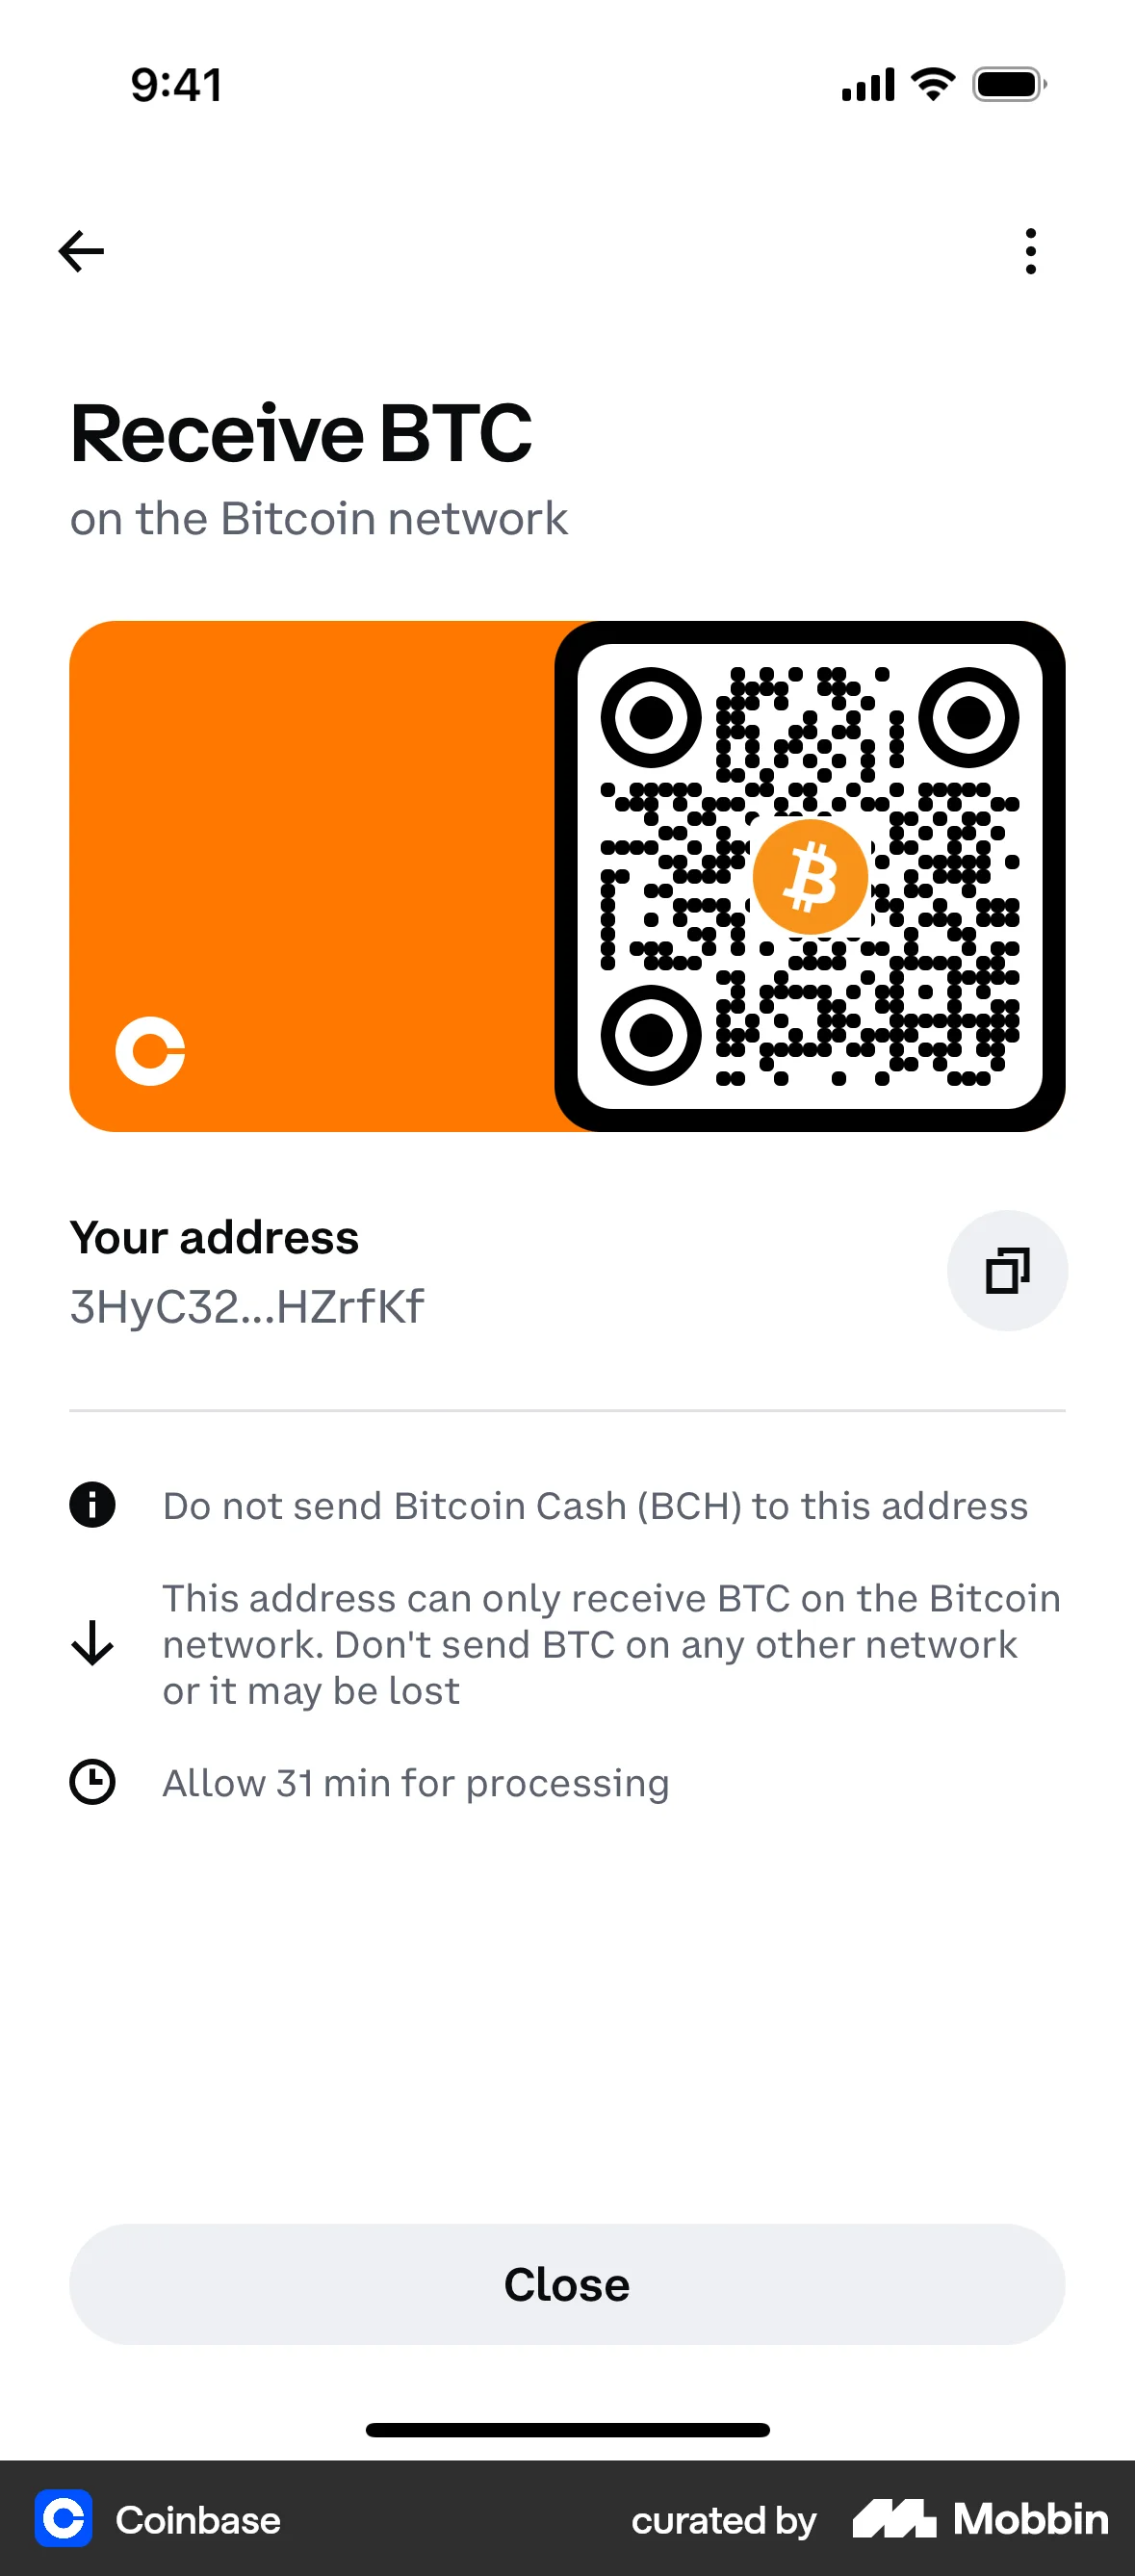 9:41
Receive BTC
on the Bitcoin network
Your address
3HyC32...HZrfKf
Do not send Bitcoin Cash (BCH) to this address
This address can only receive BTC on the Bitcoin
network. Don't send BTC on any other network
or it may be lost
Allow 31 min for processing
Close
Coinbase
curated by Mobbin